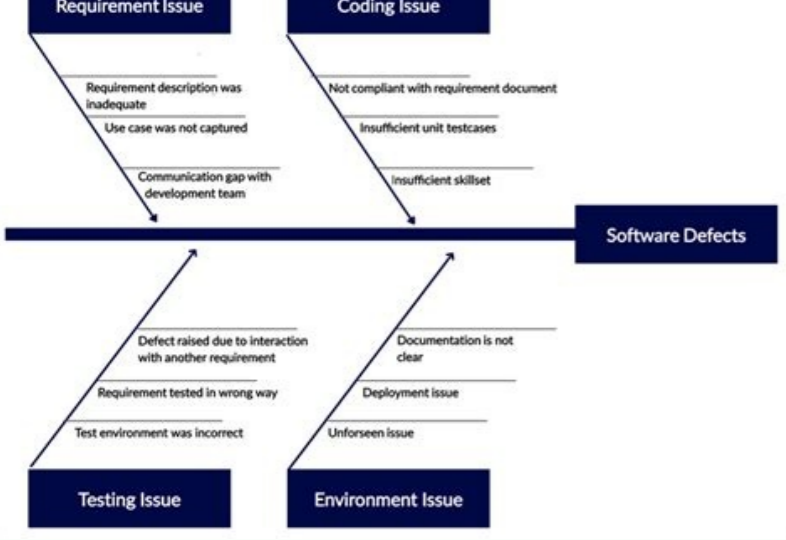 Requirement Issue
Coding Issue
Requirement description was
inadequate
Use case was not captured
Communication gap with
development team
Not compliant with requirement document
Insufficient unit testcases
Insufficient skillset
Software Defects
Defect raised due to interaction
with another requirement
Requirement tested in wrong way
Test environment was incorrect
Documentation is not
clear
Deployment issue
Unforseen issue
Testing Issue
Environment Issue